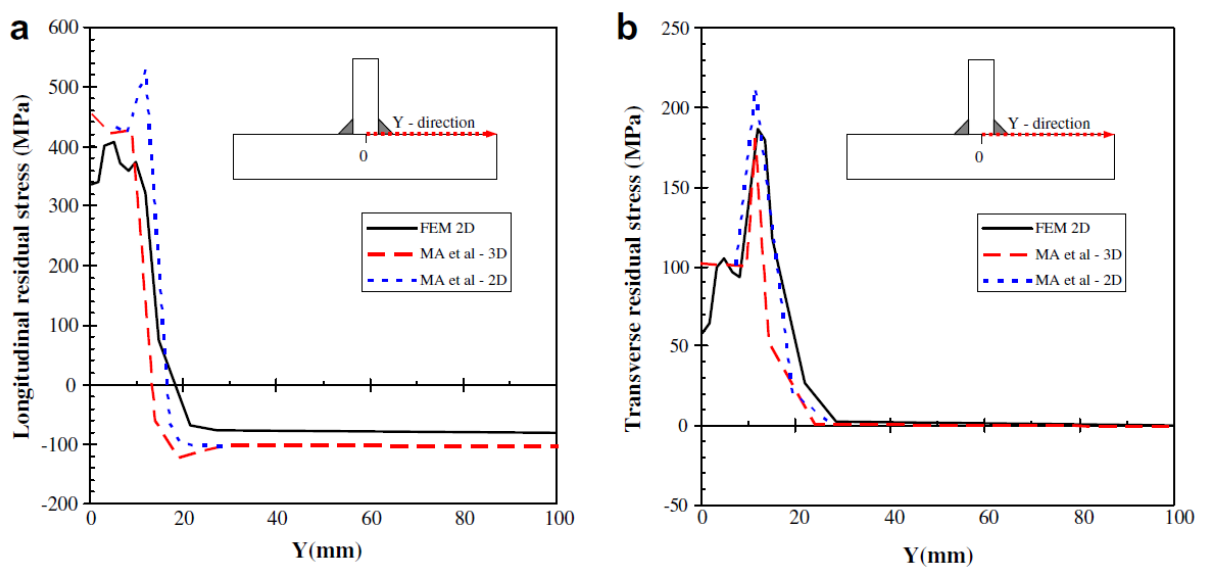 a
Longitudinal residual stress (MPa)
600
500
400
300
200
100
0
-100
-200
0
20
40
60
80
100
Y(mm)
Y - direction
0
FEM 2D
MA et al - 3D
MA et al - 2D
b
Transverse residual stress (MPa)
250
200
150
100
50
0
-50
0
20
40
60
80
100
Y(mm)
Y - direction
0
FEM 2D
MA et al - 3D
MA et al - 2D